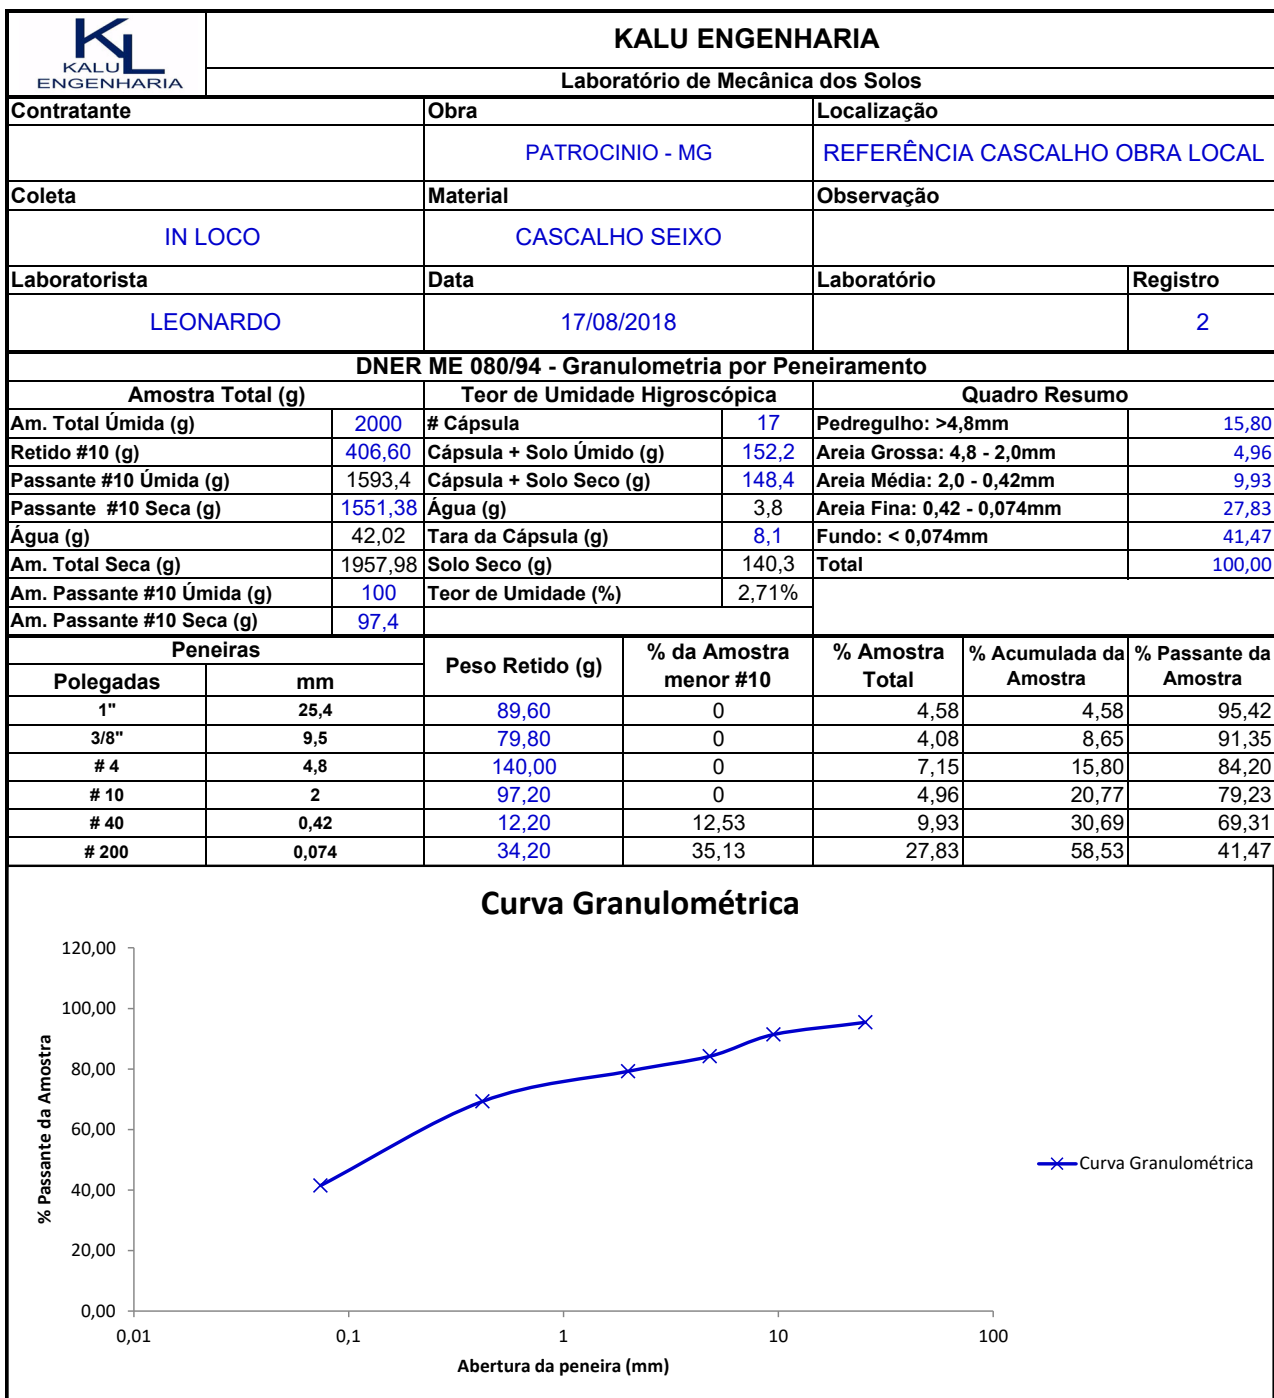 KL
KALU
ENGENHARIA
KALU ENGENHARIA
Laboratório de Mecânica dos Solos
Contratante Obra Localização
PATROCINIO - MG REFERÊNCIA CASCALHO OBRA LOCAL
Coleta Material Observação
IN LOCO CASCALHO SEIXO
Laboratorista Data Laboratório Registro
LEONARDO 17/08/2018 2
DNER ME 080/94 - Granulometria por Peneiramento
Amostra Total (g) Teor de Umidade Higroscópica Quadro Resumo
Am. Total Úmida (g) 2000 # Cápsula 17 Pedregulho: >4,8mm 15,80
Retido #10 (g) 406,60 Cápsula + Solo Úmido (g) 152,2 Areia Grossa: 4,8 - 2,0mm 4,96
Passante #10 Úmida (g) 1593,4 Cápsula + Solo Seco (g) 148,4 Areia Média: 2,0 - 0,42mm 9,93
Passante #10 Seca (g) 1551,38 Água (g) 3,8 Areia Fina: 0,42 - 0,074mm 27,83
Água (g) 42,02 Tara da Cápsula (g) 8,1 Fundo: < 0,074mm 41,47
Am. Total Seca (g) 1957,98 Solo Seco (g) 140,3 Total 100,00
Am. Passante #10 Úmida (g) 100 Teor de Umidade (%) 2,71%
Am. Passante #10 Seca (g) 97,4
Peneiras Peso Retido (g) % da Amostra menor #10 % Amostra Total % Acumulada da Amostra % Passante da Amostra
Polegadas mm
1" 25,4 89,60 0 4,58 4,58 95,42
3/8" 9,5 79,80 0 4,08 8,65 91,35
# 4 4,8 140,00 0 7,15 15,80 84,20
# 10 2 97,20 0 4,96 20,77 79,23
# 40 0,42 12,20 12,53 9,93 30,69 69,31
# 200 0,074 34,20 35,13 27,83 58,53 41,47
Curva Granulométrica
120,00
100,00
80,00
60,00
40,00
20,00
0,00
% Passante da Amostra
0,01 0,1 1 10 100
Abertura da peneira (mm)
Curva Granulométrica